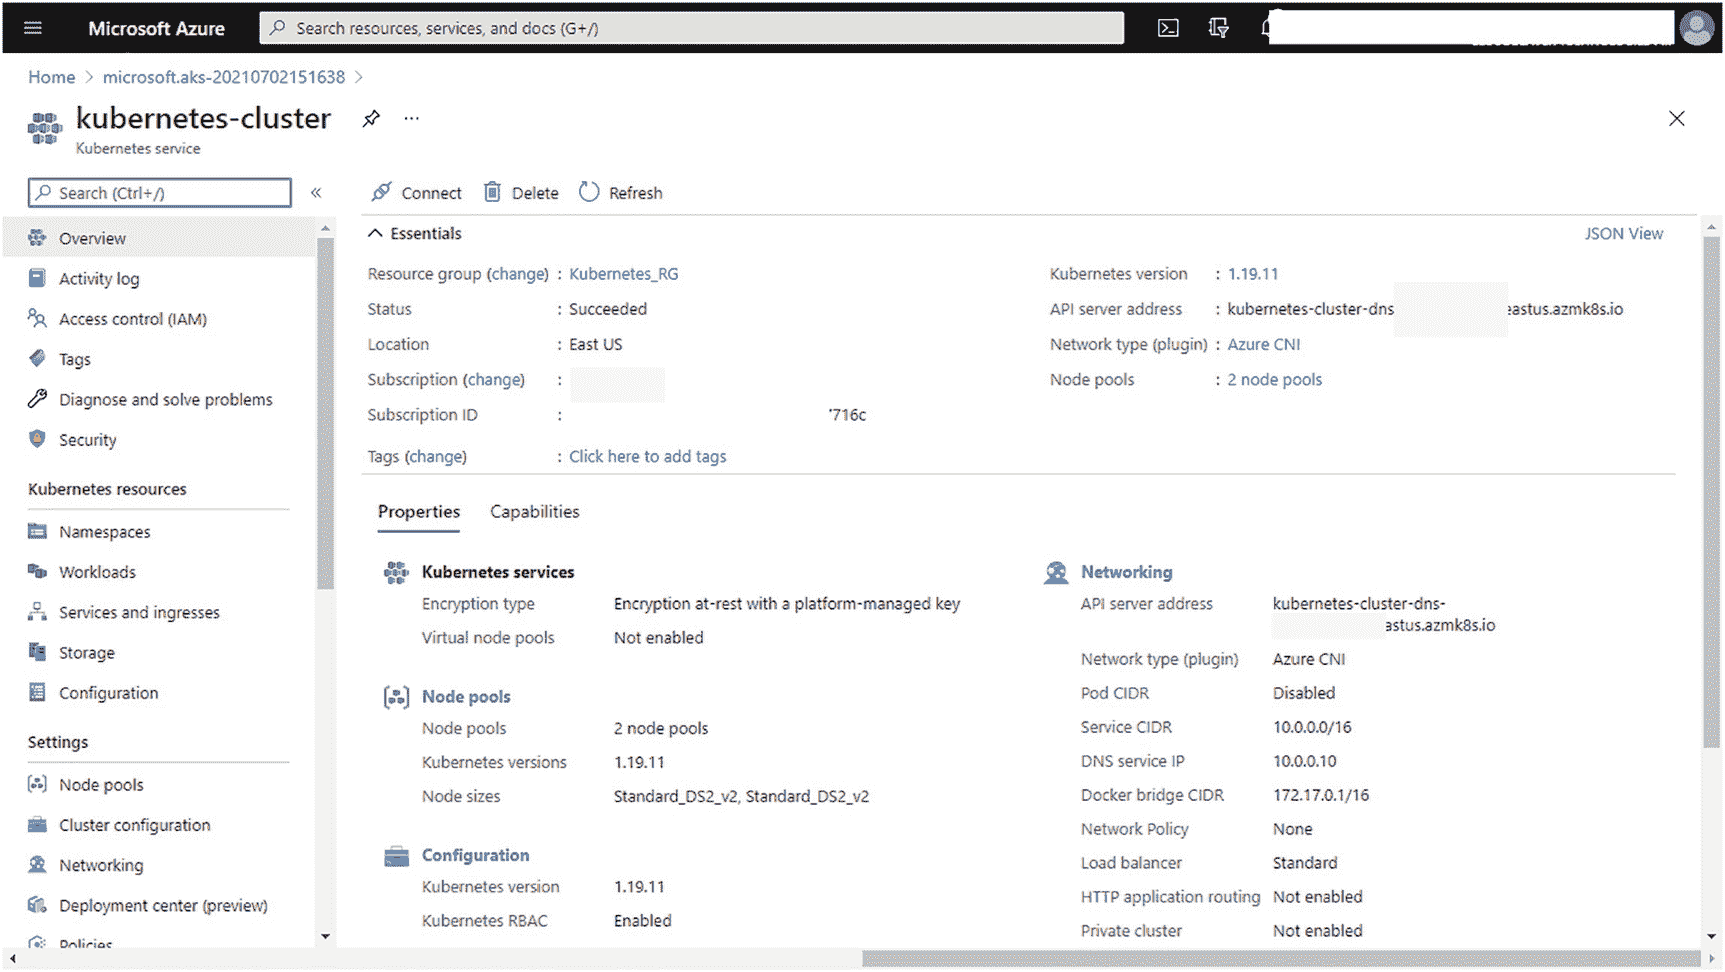 Microsoft Azure
Search resources, services, and docs (G+/)
Home > microsoft.aks-20210702151638 >
kubernetes-cluster
...
Kubernetes service
Search (Ctrl+/)
«
Connect
Delete
Refresh
Overview
Activity log
Access control (IAM)
Tags
Diagnose and solve problems
Security
Kubernetes resources
Namespaces
Workloads
Services and ingresses
Storage
Configuration
Settings
Node pools
Cluster configuration
Networking
Deployment center (preview)
Policies
Essentials
JSON View
Resource group (change) : Kubernetes_RG
Status : Succeeded
Location : East US
Subscription (change) :
Subscription ID : '716c
Tags (change) : Click here to add tags
Kubernetes version : 1.19.11
API server address : kubernetes-cluster-dns eastus.azmk8s.io
Network type (plugin) : Azure CNI
Node pools : 2 node pools
Properties
Capabilities
Kubernetes services
Encryption type Encryption at-rest with a platform-managed key
Virtual node pools Not enabled
Node pools
Node pools 2 node pools
Kubernetes versions 1.19.11
Node sizes Standard_DS2_v2, Standard_DS2_v2
Configuration
Kubernetes version 1.19.11
Kubernetes RBAC Enabled
Networking
API server address kubernetes-cluster-dns-
astus.azmk8s.io
Network type (plugin) Azure CNI
Pod CIDR Disabled
Service CIDR 10.0.0.0/16
DNS service IP 10.0.0.10
Docker bridge CIDR 172.17.0.1/16
Network Policy None
Load balancer Standard
HTTP application routing Not enabled
Private cluster Not enabled